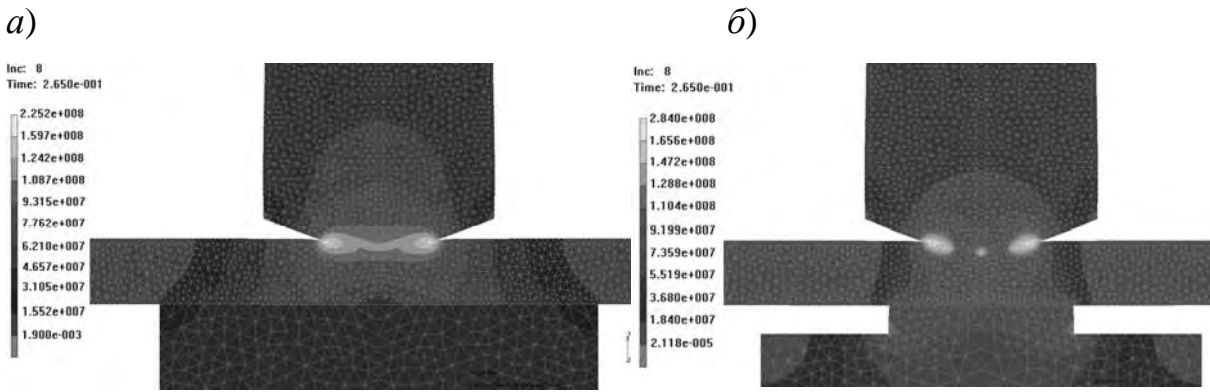 а)
Inc: 8
Time: 2.650e-001
2.252e+008
1.597e+008
1.242e+008
1.087e+008
9.315e+007
7.762e+007
6.210e+007
4.657e+007
3.105e+007
1.552e+007
1.900e-003
б)
Inc: 8
Time: 2.650e-001
2.840e+008
1.656e+008
1.472e+008
1.288e+008
1.104e+008
9.199e+007
7.359e+007
5.519e+007
3.680e+007
1.840e+007
2.118e-005